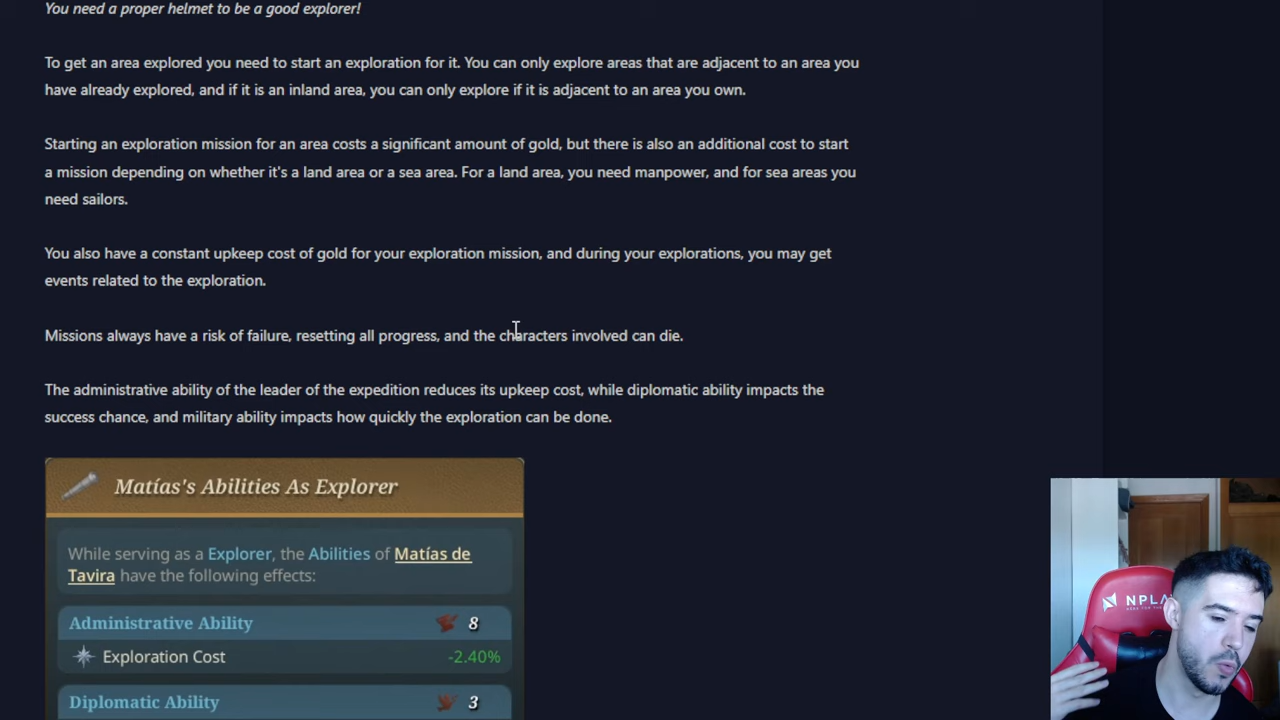 You need a proper helmet to be a good explorer!
To get an area explored you need to start an exploration for it. You can only explore areas that are adjacent to an area you
have already explored, and if it is an inland area, you can only explore if it is adjacent to an area you own.
Starting an exploration mission for an area costs a significant amount of gold, but there is also an additional cost to start
a mission depending on whether it's a land area or a sea area. For a land area, you need manpower, and for sea areas you
need sailors.
You also have a constant upkeep cost of gold for your exploration mission, and during your explorations, you may get
events related to the exploration.
Missions always have a risk of failure, resetting all progress, and the characters involved can die.
The administrative ability of the leader of the expedition reduces its upkeep cost, while diplomatic ability impacts the
success chance, and military ability impacts how quickly the exploration can be done.
Matías's Abilities As Explorer
While serving as a Explorer, the Abilities of Matías de
Tavira have the following effects:
Administrative Ability 8
Exploration Cost -2.40%
Diplomatic Ability 3